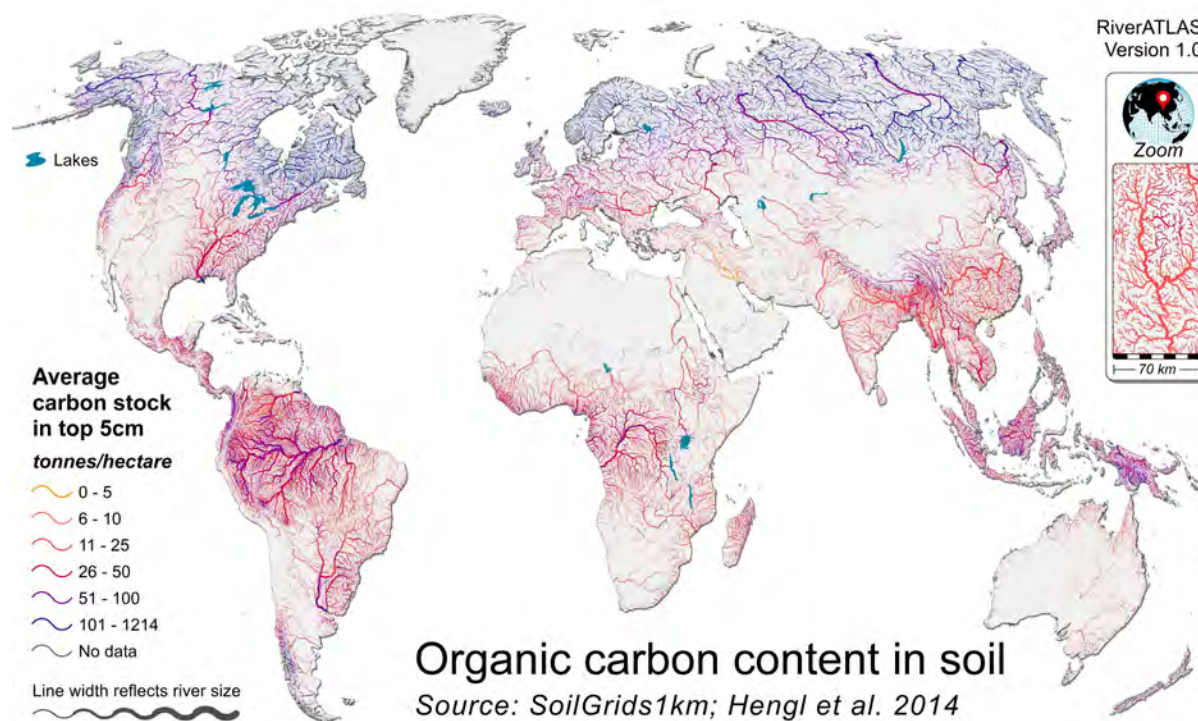 RiverATLAS
Version 1.0
Zoom
70 km
Lakes
Average
carbon stock
in top 5cm
tonnes/hectare
0 - 5
6 - 10
11 - 25
26 - 50
51 - 100
101 - 1214
No data
Line width reflects river size
Organic carbon content in soil
Source: SoilGrids1km; Hengl et al. 2014